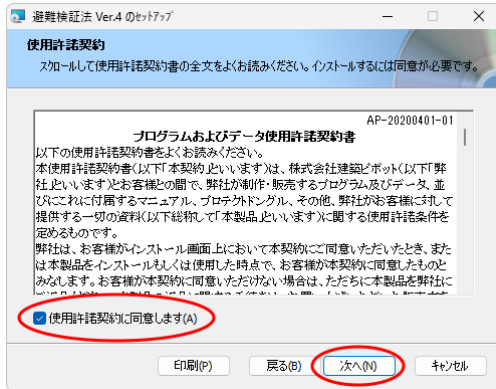 避難検証法 Ver.4 のセットアップ
使用許諾契約
スクロールして使用許諾契約書の全文をよくお読みください。インストールするには同意が必要です。
AP-20200401-01
プログラムおよびデータ使用許諾契約書
以下の使用許諾契約書をよくお読みください。
本使用許諾契約書(以下「本契約」といいます)は、株式会社建築ピボット(以下「弊
社」といいます)とお客様との間で、弊社が制作・販売するプログラム及びデータ、並
びにこれに付属するマニュアル、プロテクトドングル、その他、弊社がお客様に対して
提供する一切の資料(以下総称して「本製品」といいます)に関する使用許諾条件を
定めるものです。
弊社は、お客様がインストール画面上において本契約にご同意いただいたとき、また
は本製品をインストールもしくは使用した時点で、お客様が本契約に同意したものと
みなします。お客様が本契約に同意いただけない場合は、ただちに本製品を弊社に
使用許諾契約に同意します(A)
印刷(P)
戻る(B)
次へ(N)
キャンセル